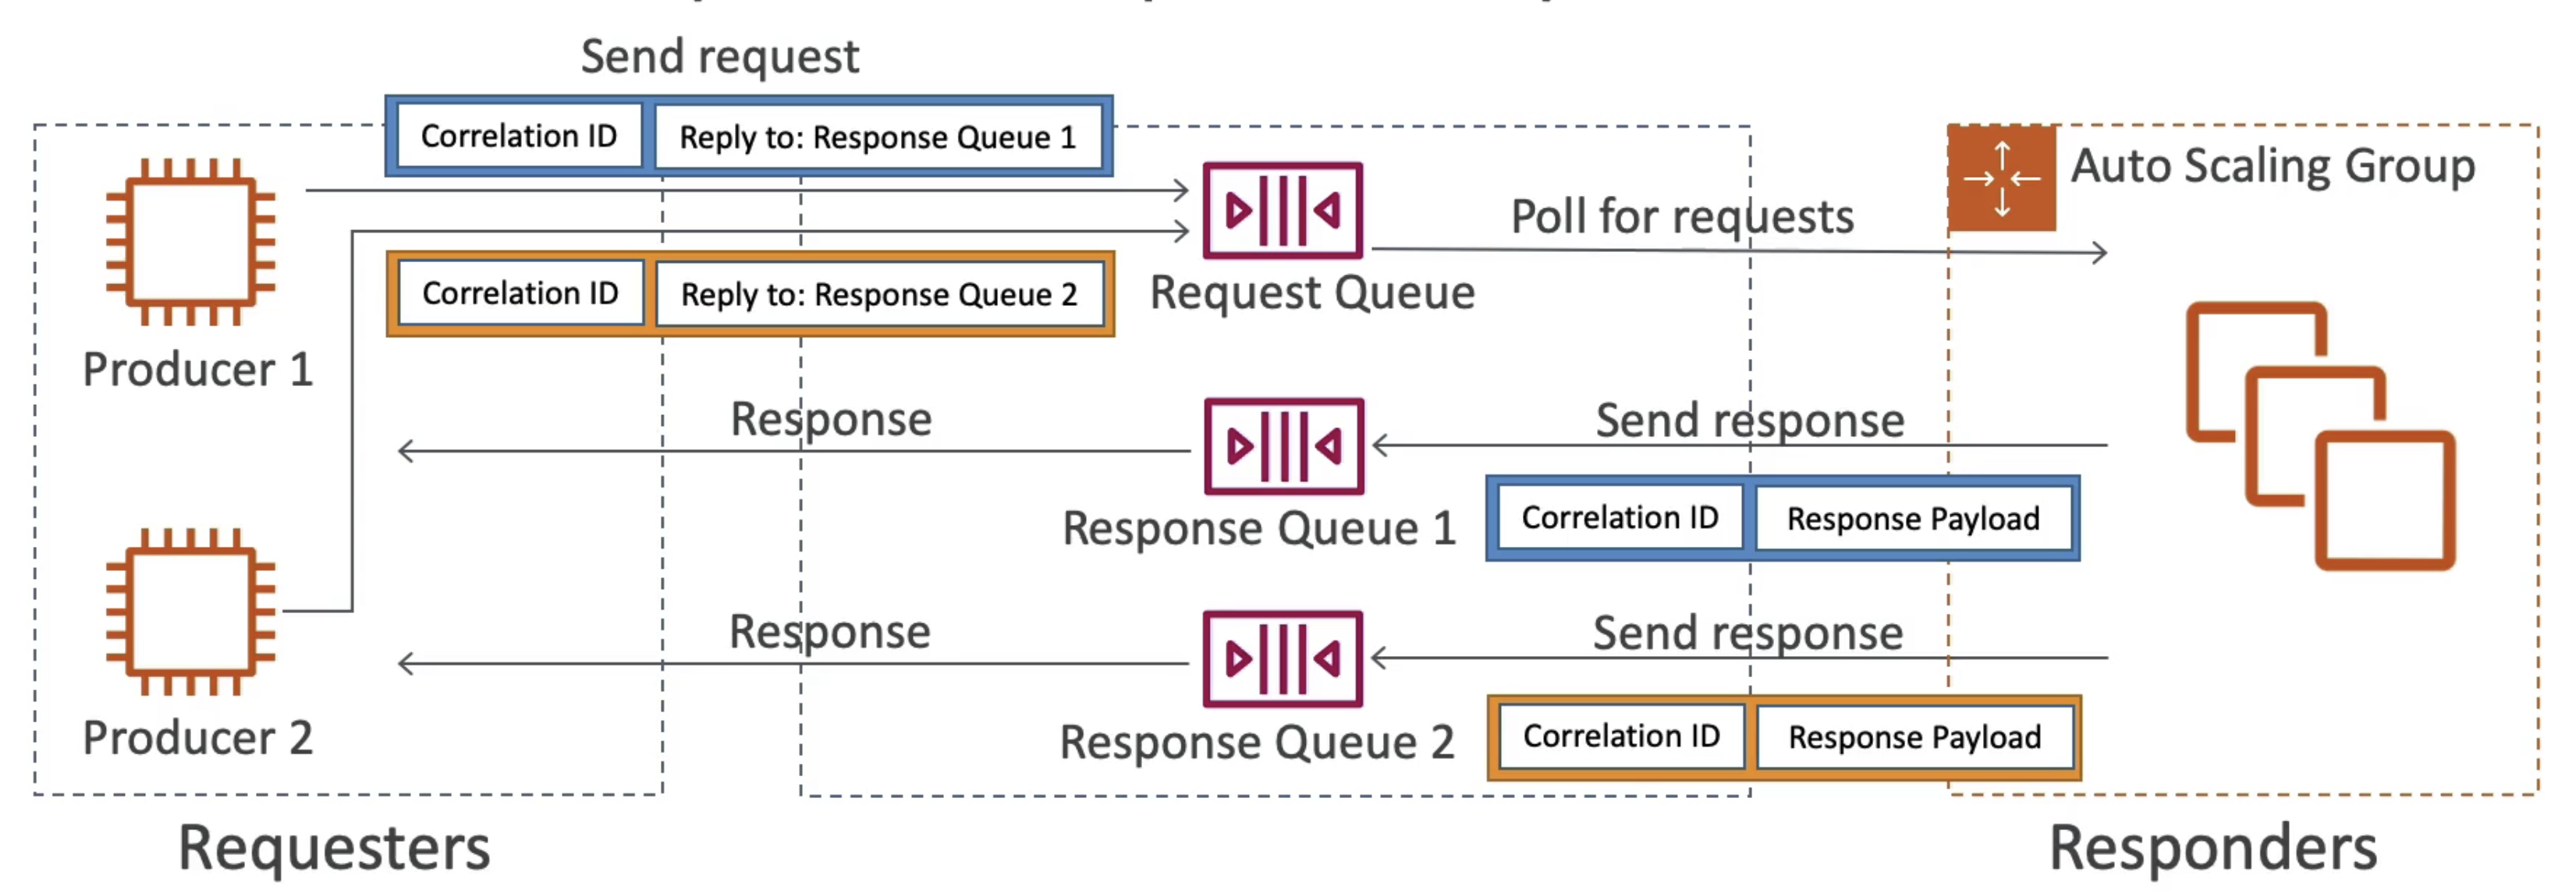 Send request
Correlation ID
Reply to: Response Queue 1
Auto Scaling Group
Poll for requests
Correlation ID
Reply to: Response Queue 2
Request Queue
Producer 1
Response
Send response
Response Queue 1
Correlation ID
Response Payload
Response
Send response
Producer 2
Response Queue 2
Correlation ID
Response Payload
Requesters
Responders